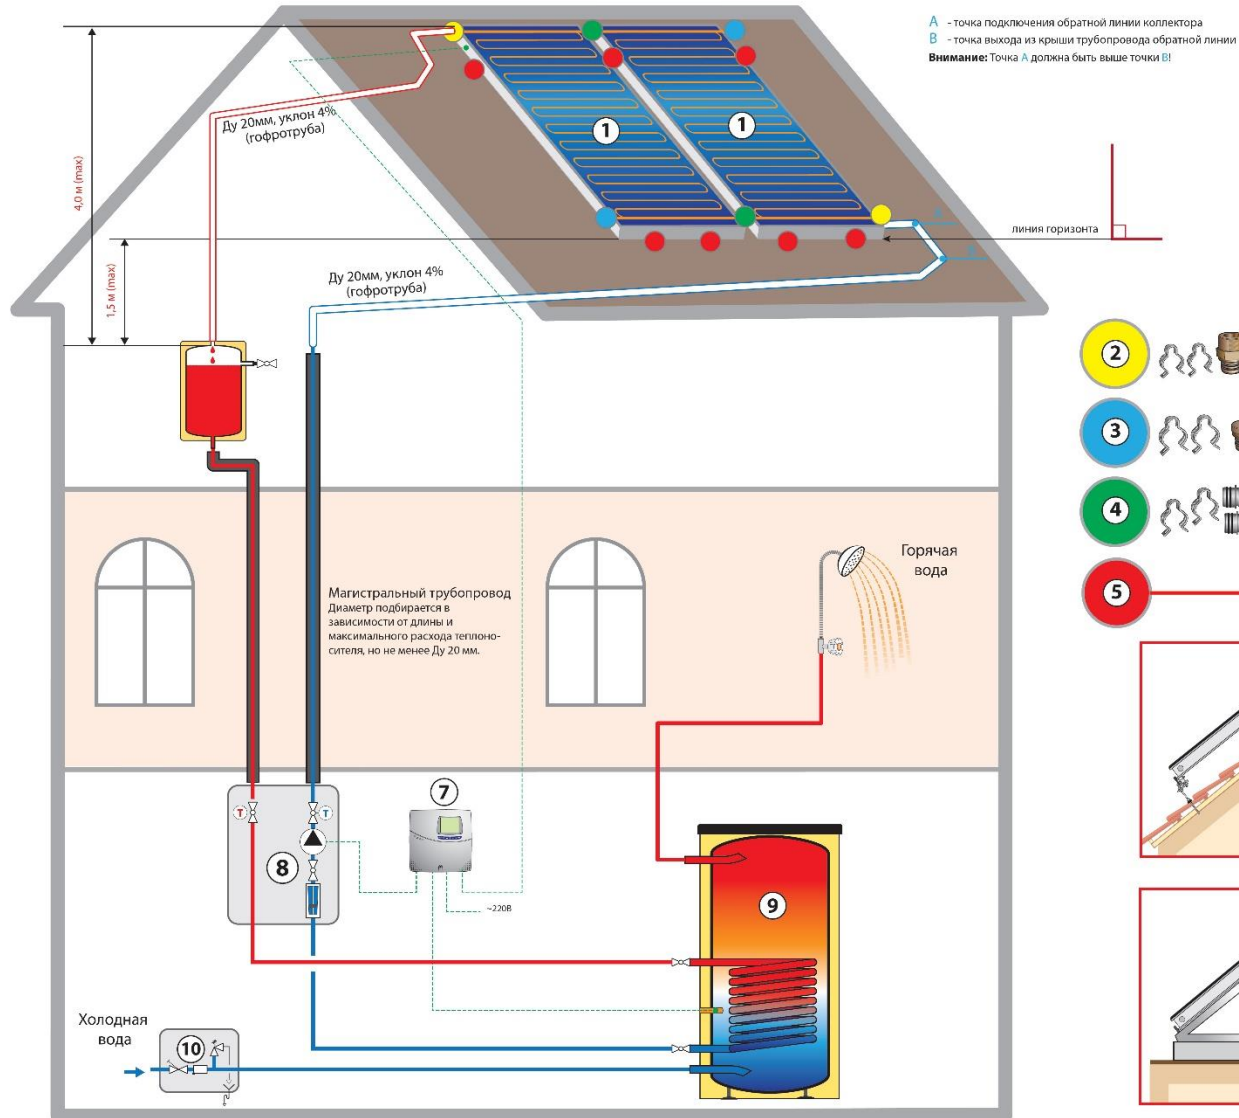 A - точка подключения обратной линии коллектора
B - точка выхода из крыши трубопровода обратной линии
Внимание: Точка A должна быть выше точки B!
Ду 20мм, уклон 4%
(гофротруба)
1
1
4,0 м (max)
A
линия горизонта
B
Ду 20мм, уклон 4%
(гофротруба)
1,5 м (max)
2
3
4
5
Горячая
вода
Магистральный трубопровод
Диаметр подбирается в
зависимости от длины и
максимального расхода теплоно-
сителя, но не менее Ду 20 мм.
7
T
T
8
9
~220В
Холодная
вода
10